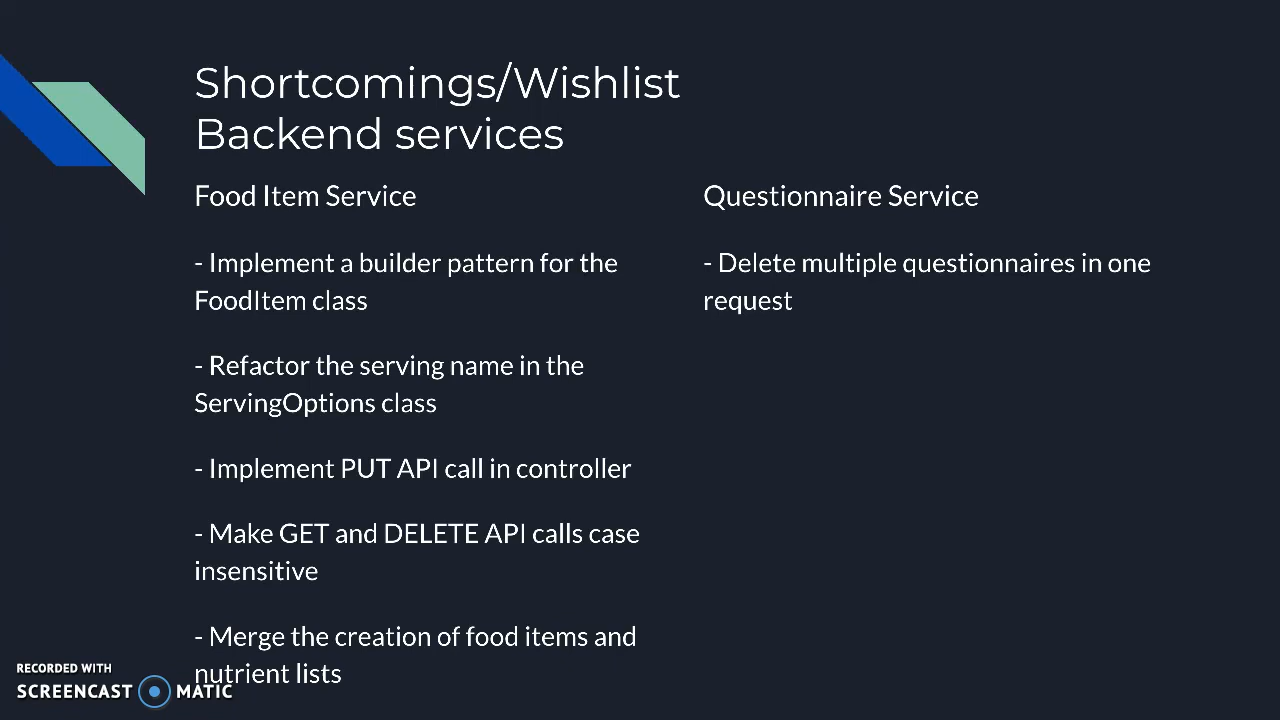 Shortcomings/Wishlist
Backend services
Food Item Service
- Implement a builder pattern for the
FoodItem class
- Refactor the serving name in the
ServingOptions class
- Implement PUT API call in controller
- Make GET and DELETE API calls case
insensitive
- Merge the creation of food items and
nutrient lists
Questionnaire Service
- Delete multiple questionnaires in one
request
RECORDED WITH
SCREENCAST MATIC